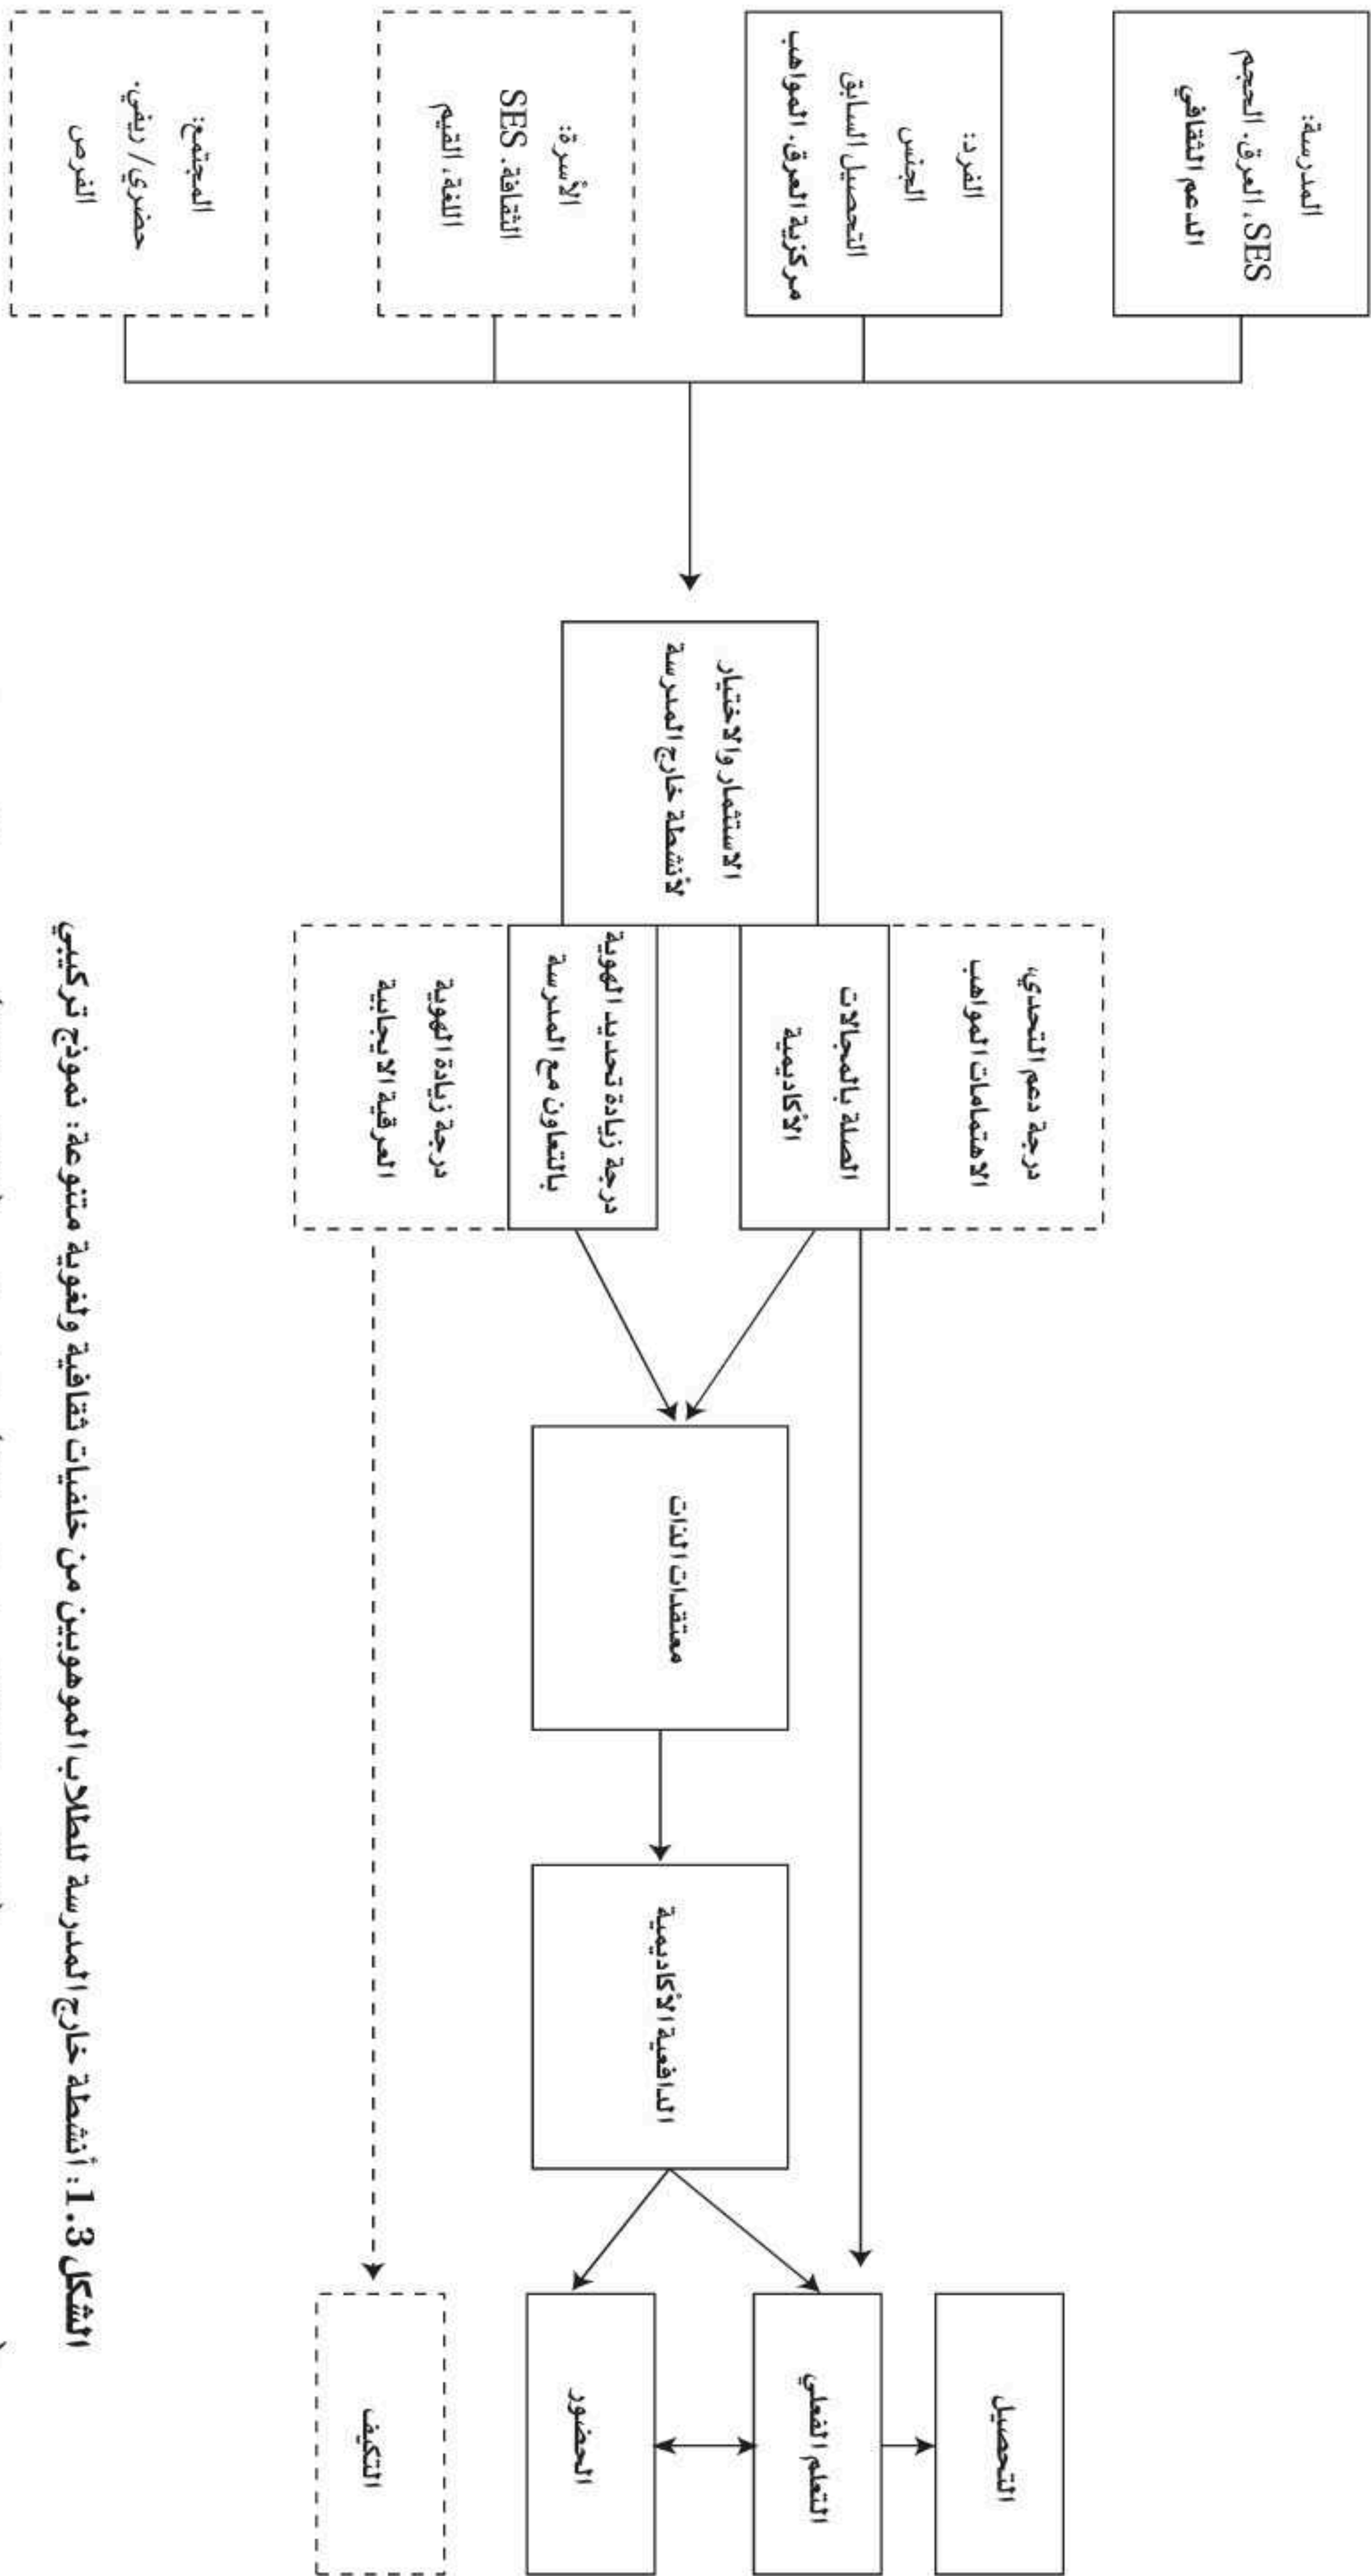 المدرسة:
SES، العرق. الحجم
الدعم الثقافي
الفرد:
الجنس
التحصيل السابق
مركزية العرق. المواهب
الأسرة:
الثقافة. SES
اللغة، القيم
المجتمع:
حضري/ ريفي.
الفرص
الاستثمار والاختيار
لأنشطة خارج المدرسة
درجة دعم التحدي،
الاهتمامات المواهب
الصلة بالمجالات
الأكاديمية
درجة زيادة تحديد الهوية
بالتعاون مع المدرسة
درجة زيادة الهوية
العرقية الايجابية
معتقدات الذات
الدافعية الأكاديمية
التحصيل
التعلم الفعلي
الحضور
التكيف
الشكل 1.3: أنشطة خارج المدرسة للطلاب الموهوبين من خلفيات ثقافية ولغوية متنوعة: نموذج تركيبي